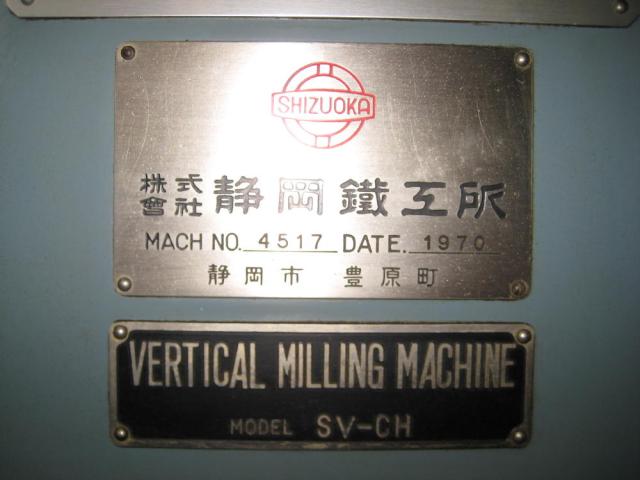 SHIZUOKA
株式會社 静岡鐵工所
MACH NO. 4517 DATE. 1970
静岡市 豊原町
VERTICAL MILLING MACHINE
MODEL SV-CH